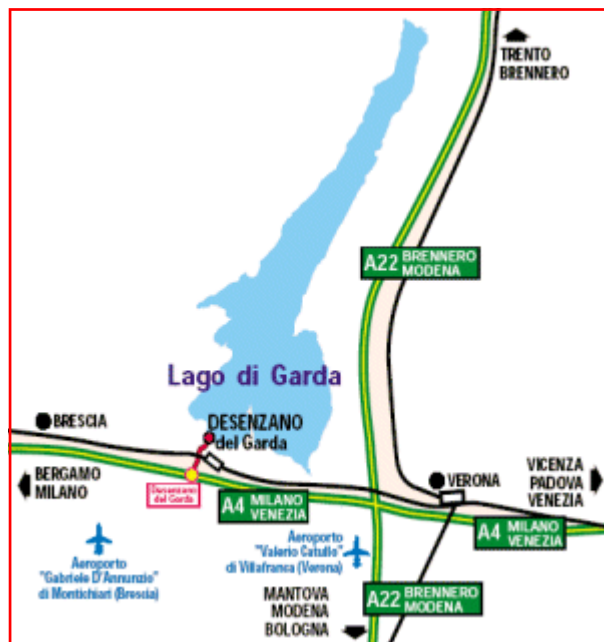 TRENTO
BRENNERO
A22 BRENNERO
MODENA
Lago di Garda
BRESCIA
DESENZANO
del Garda
BERGAMO
MILANO
Desenzano
del Garda
A4 MILANO
VENEZIA
VERONA
VICENZA
PADOVA
VENEZIA
A4 MILANO
VENEZIA
Aeroporto
"Gabriele D'Annunzio"
di Montichiari (Brescia)
Aeroporto
"Valerio Catullo"
di Villafranca (Verona)
MANTOVA
MODENA
BOLOGNA
A22 BRENNERO
MODENA